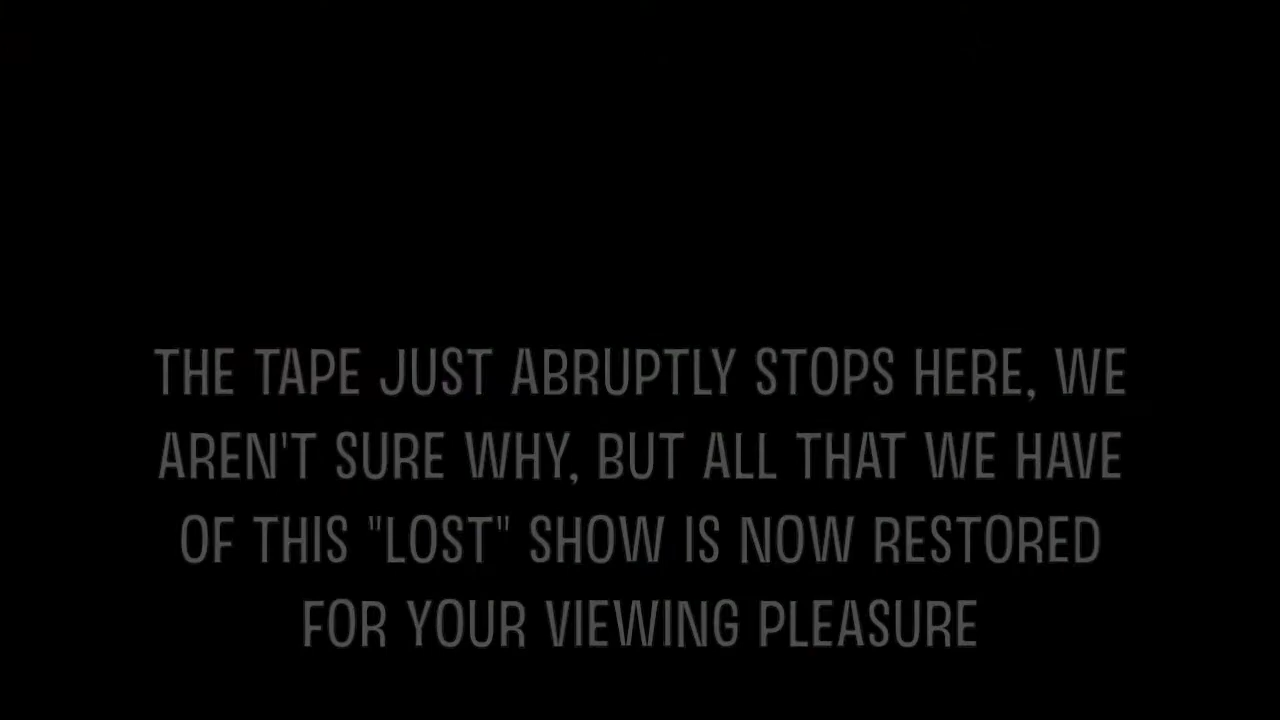 THE TAPE JUST ABRUPTLY STOPS HERE, WE
AREN'T SURE WHY, BUT ALL THAT WE HAVE
OF THIS "LOST" SHOW IS NOW RESTORED
FOR YOUR VIEWING PLEASURE